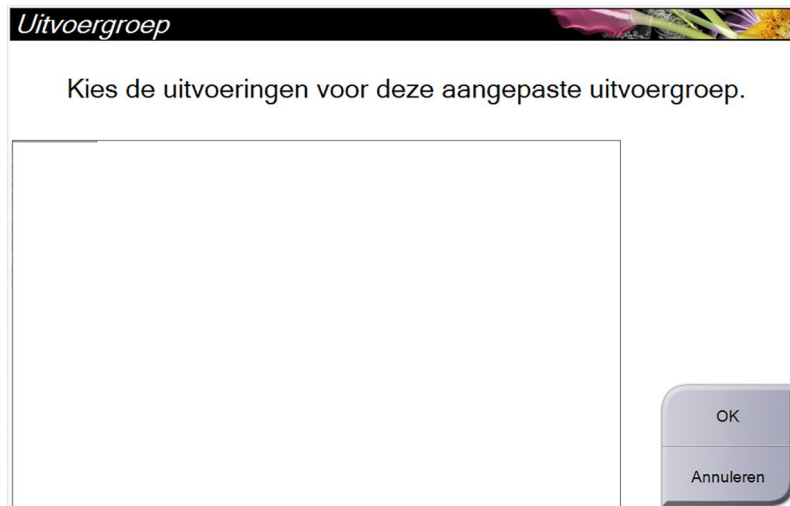 Uitvoergroep
Kies de uitvoeringen voor deze aangepaste uitvoergroep.
OK
Annuleren